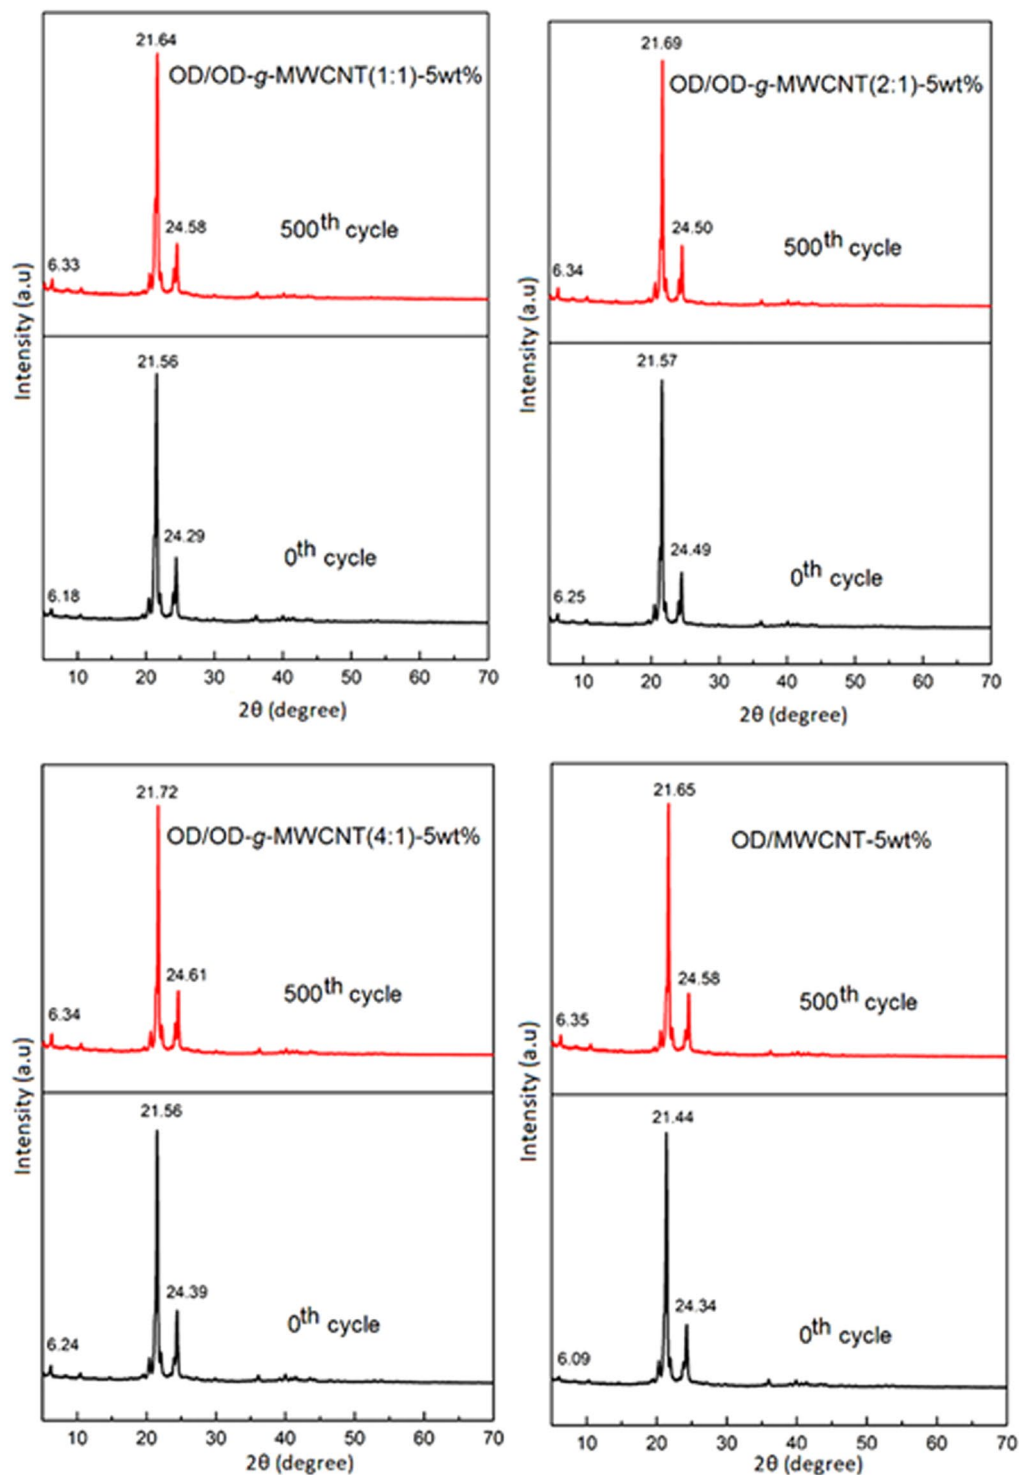 21.64
OD/OD-g-MWCNT(1:1)-5wt%
24.58
500th cycle
6.33
21.56
24.29
0th cycle
6.18
Intensity (a.u)
10 20 30 40 50 60 70
2θ (degree)
21.69
OD/OD-g-MWCNT(2:1)-5wt%
24.50
500th cycle
6.34
21.57
24.49
0th cycle
6.25
Intensity (a.u)
10 20 30 40 50 60 70
2θ (degree)
21.72
OD/OD-g-MWCNT(4:1)-5wt%
24.61
500th cycle
6.34
21.56
24.39
0th cycle
6.24
Intensity (a.u)
10 20 30 40 50 60 70
2θ (degree)
21.65
OD/MWCNT-5wt%
24.58
500th cycle
6.35
21.44
24.34
0th cycle
6.09
Intensity (a.u)
10 20 30 40 50 60 70
2θ (degree)